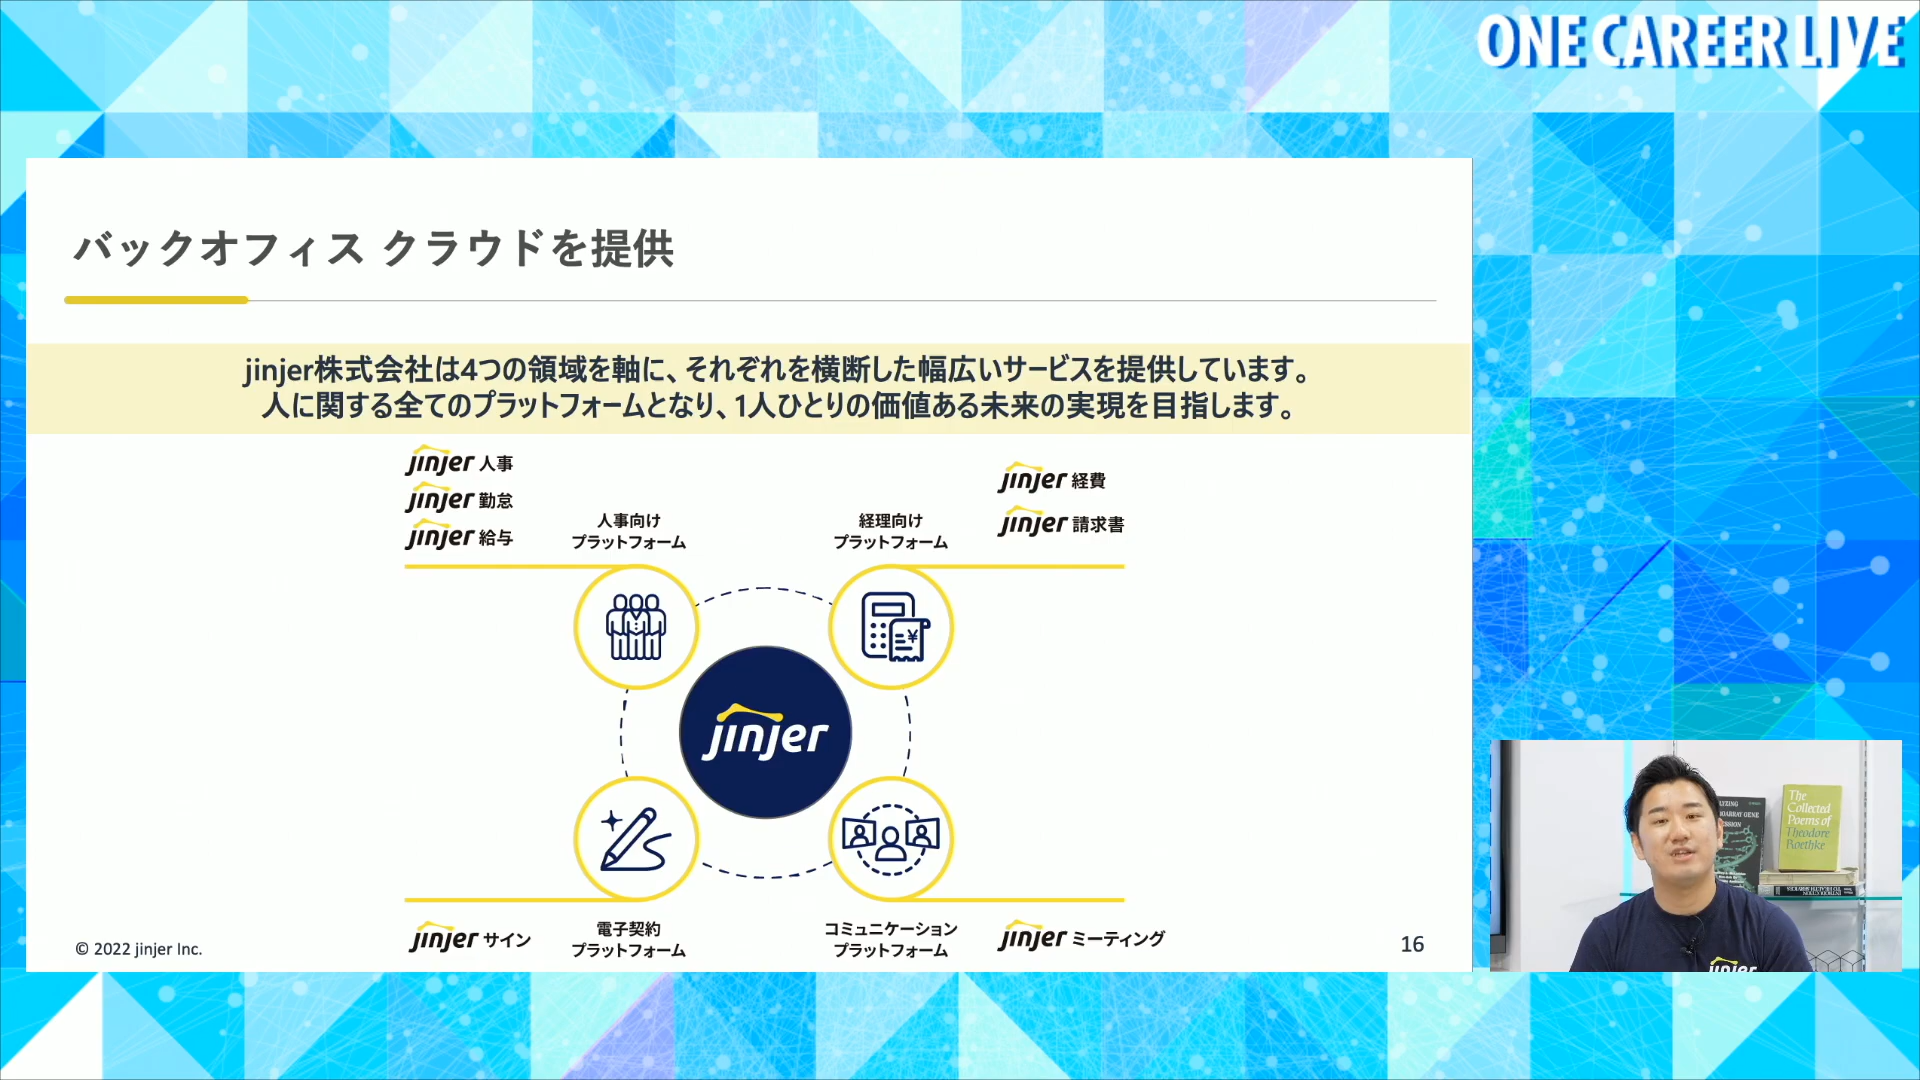 ONE CAREER LIVE
バックオフィス クラウドを提供
jinjer株式会社は4つの領域を軸に、それぞれを横断した幅広いサービスを提供しています。
人に関する全てのプラットフォームとなり、1人ひとりの価値ある未来の実現を目指します。
jinjer 人事
jinjer 勤怠
jinjer 給与
人事向け
プラットフォーム
経理向け
プラットフォーム
jinjer 経費
jinjer 請求書
¥
jinjer
jinjer サイン
電子契約
プラットフォーム
コミュニケーション
プラットフォーム
jinjer ミーティング
© 2022 jinjer Inc.
16
The
Collected
Poems of
Theodore
Roethke
GENE
jinjer